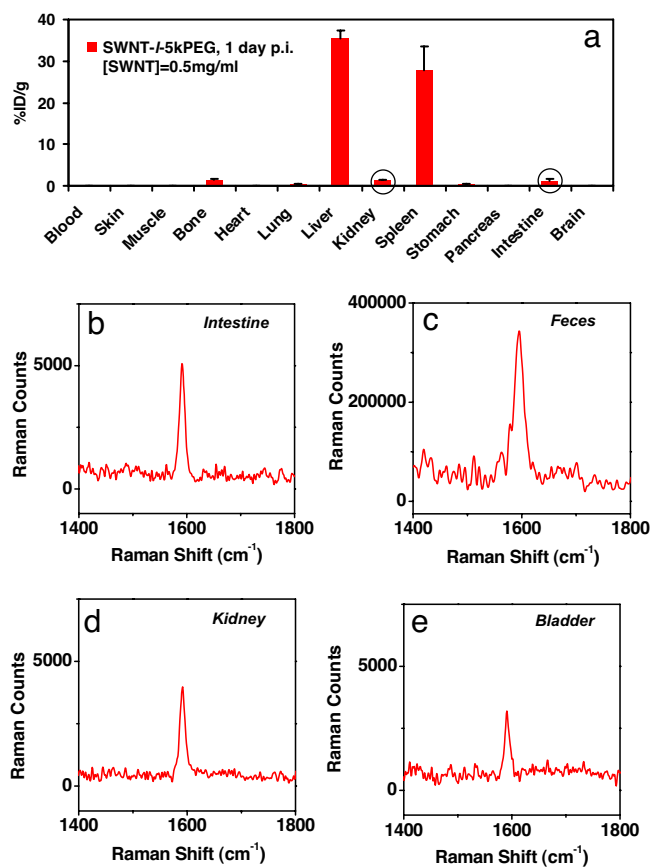 40
30
20
10
0
%ID/g
SWNT-l-5kPEG, 1 day p.i.
[SWNT]=0.5mg/ml
a
Blood
Skin
Muscle
Bone
Heart
Lung
Liver
Kidney
Spleen
Stomach
Pancreas
Intestine
Brain
b
Intestine
5000
0
Raman Counts
1400
1600
1800
Raman Shift (cm⁻¹)
c
Feces
400000
200000
0
Raman Counts
1400
1600
1800
Raman Shift (cm⁻¹)
d
Kidney
5000
0
Raman Counts
1400
1600
1800
Raman Shift (cm⁻¹)
e
Bladder
5000
0
Raman Counts
1400
1600
1800
Raman Shift (cm⁻¹)